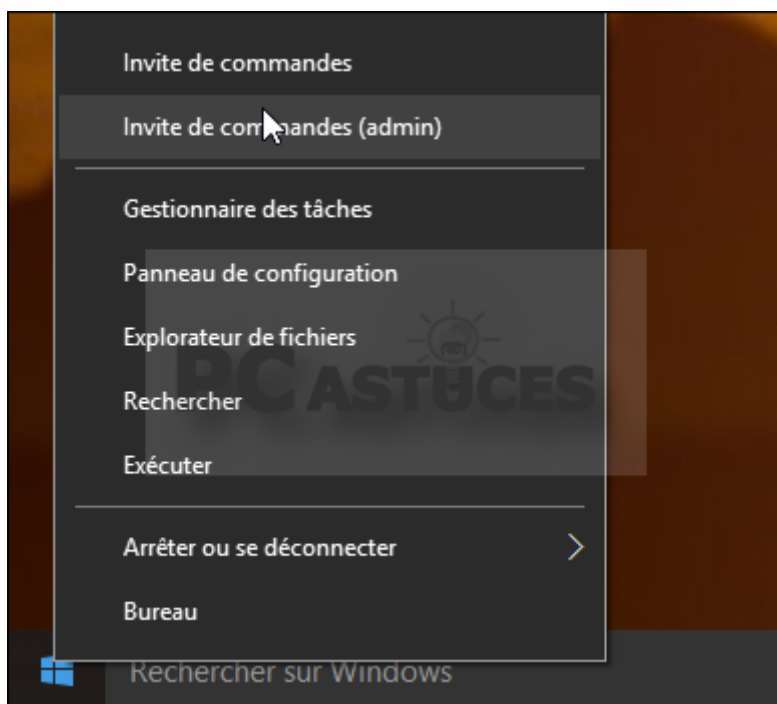 Invite de commandes
Invite de commandes (admin)
Gestionnaire des tâches
Panneau de configuration
Explorateur de fichiers
PC ASTUCES
Rechercher
Exécuter
Arrêter ou se déconnecter
Bureau
Rechercher sur Windows